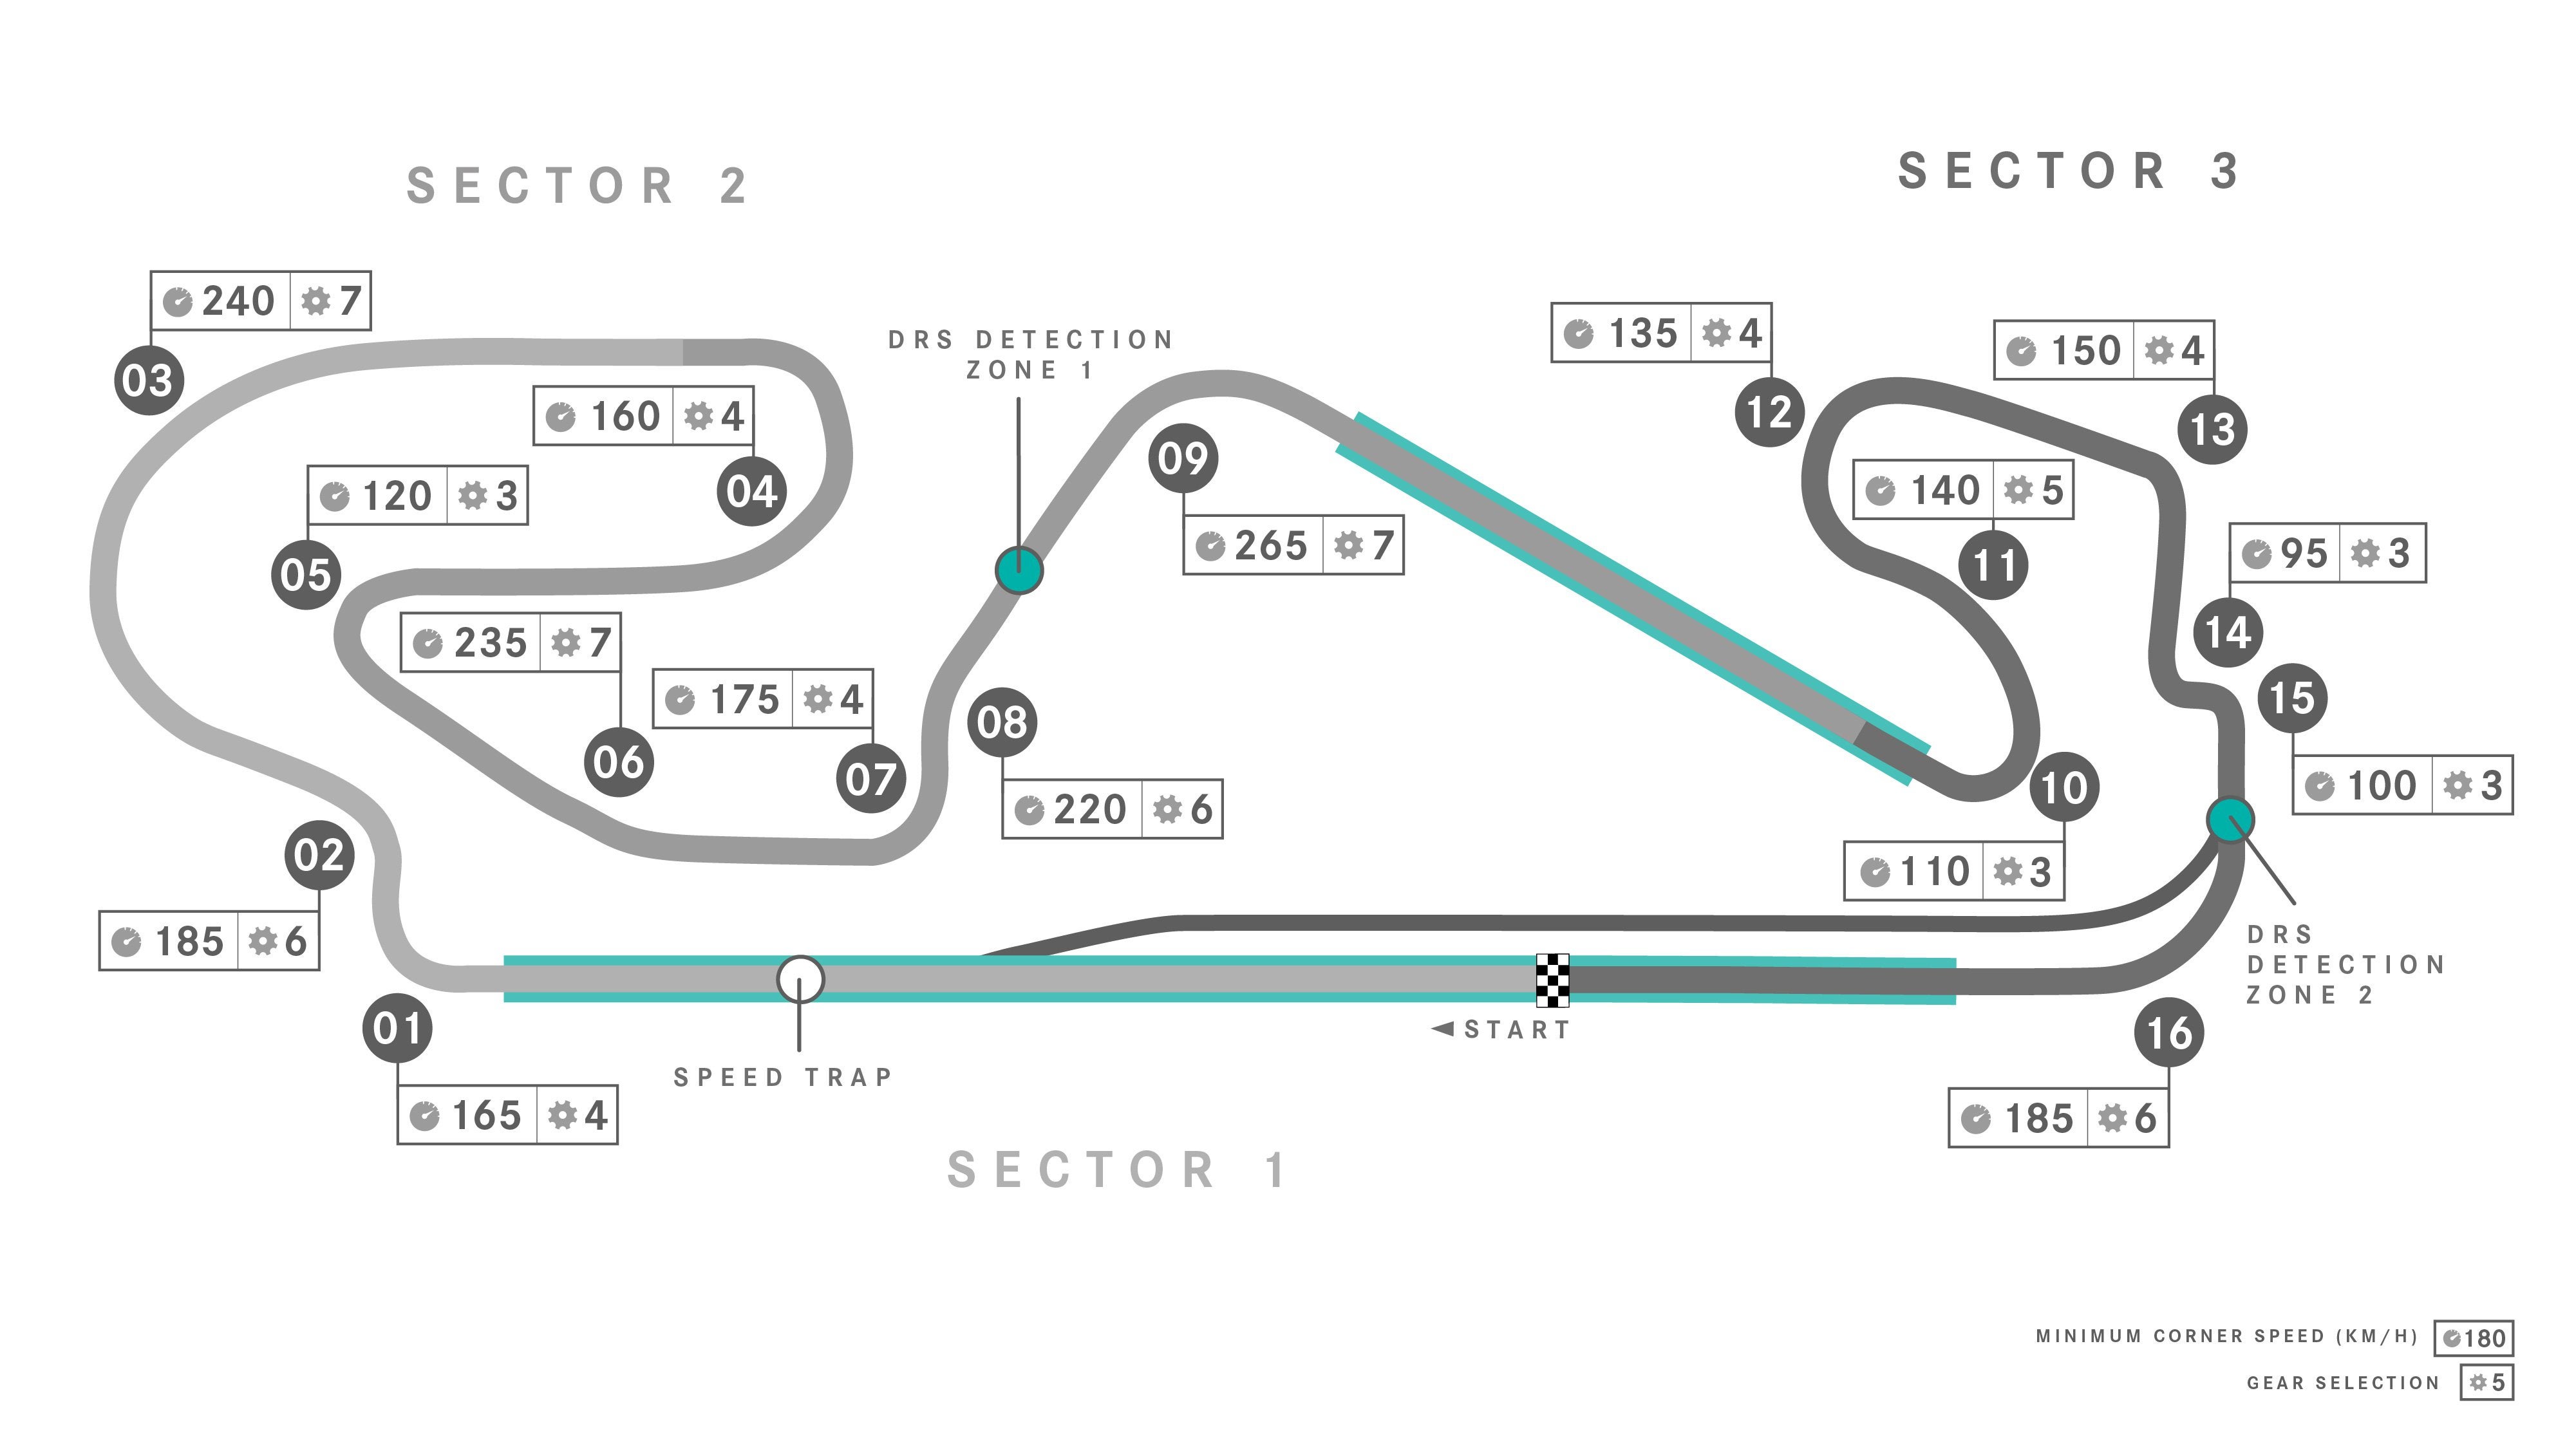 SECTOR 2
SECTOR 3
240 7
03
160 4
04
120 3
05
DRS DETECTION
ZONE 1
135 4
12
150 4
13
09
265 7
140 5
11
95 3
14
235 7
06
175 4
07
08
220 6
15
100 3
10
110 3
02
185 6
DRS
DETECTION
ZONE 2
01
165 4
SPEED TRAP
START
16
185 6
SECTOR 1
MINIMUM CORNER SPEED (KM/H) 180
GEAR SELECTION 5